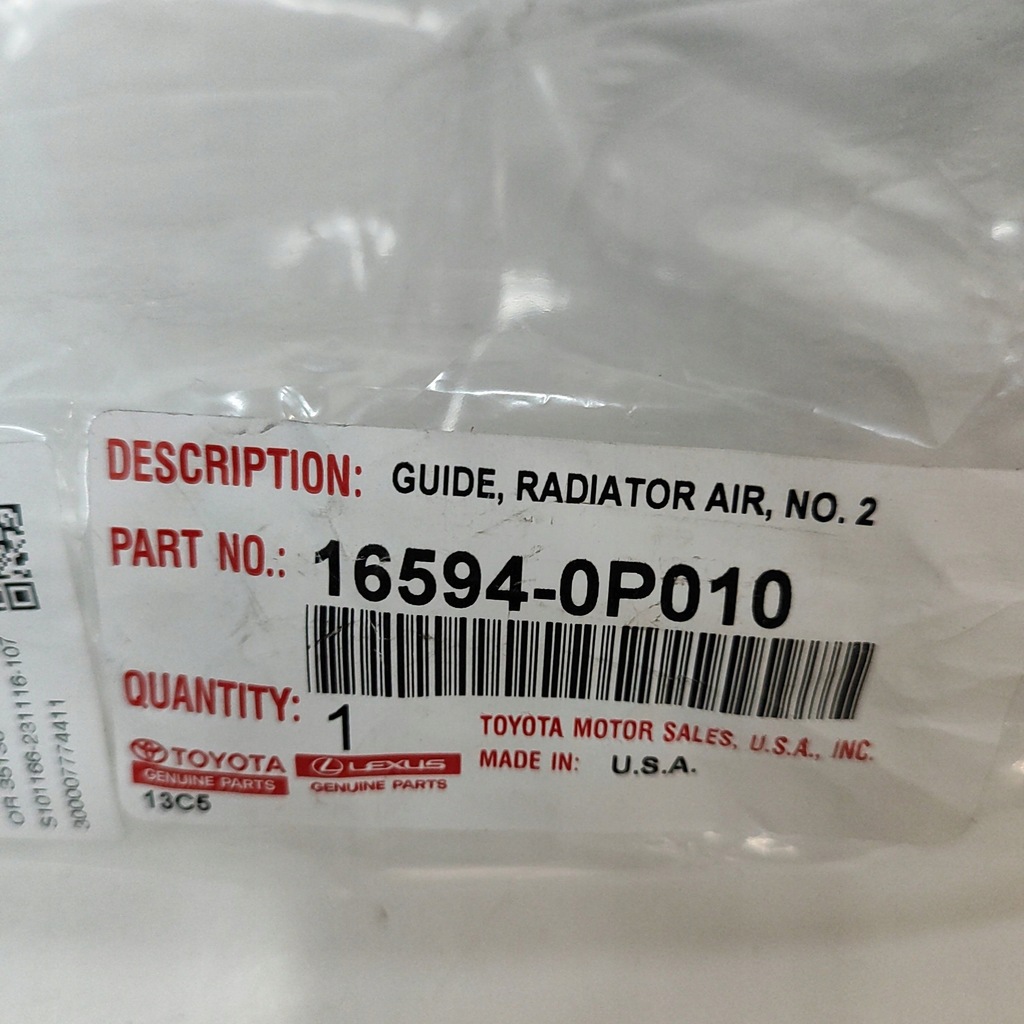 DESCRIPTION: GUIDE, RADIATOR AIR, NO. 2
PART NO.: 16594-0P010
QUANTITY: 1
TOYOTA MOTOR SALES, U.S.A., INC.
MADE IN: U.S.A.
TOYOTA
GENUINE PARTS
LEXUS
GENUINE PARTS
13C5
S101166-231116-107
300007774411